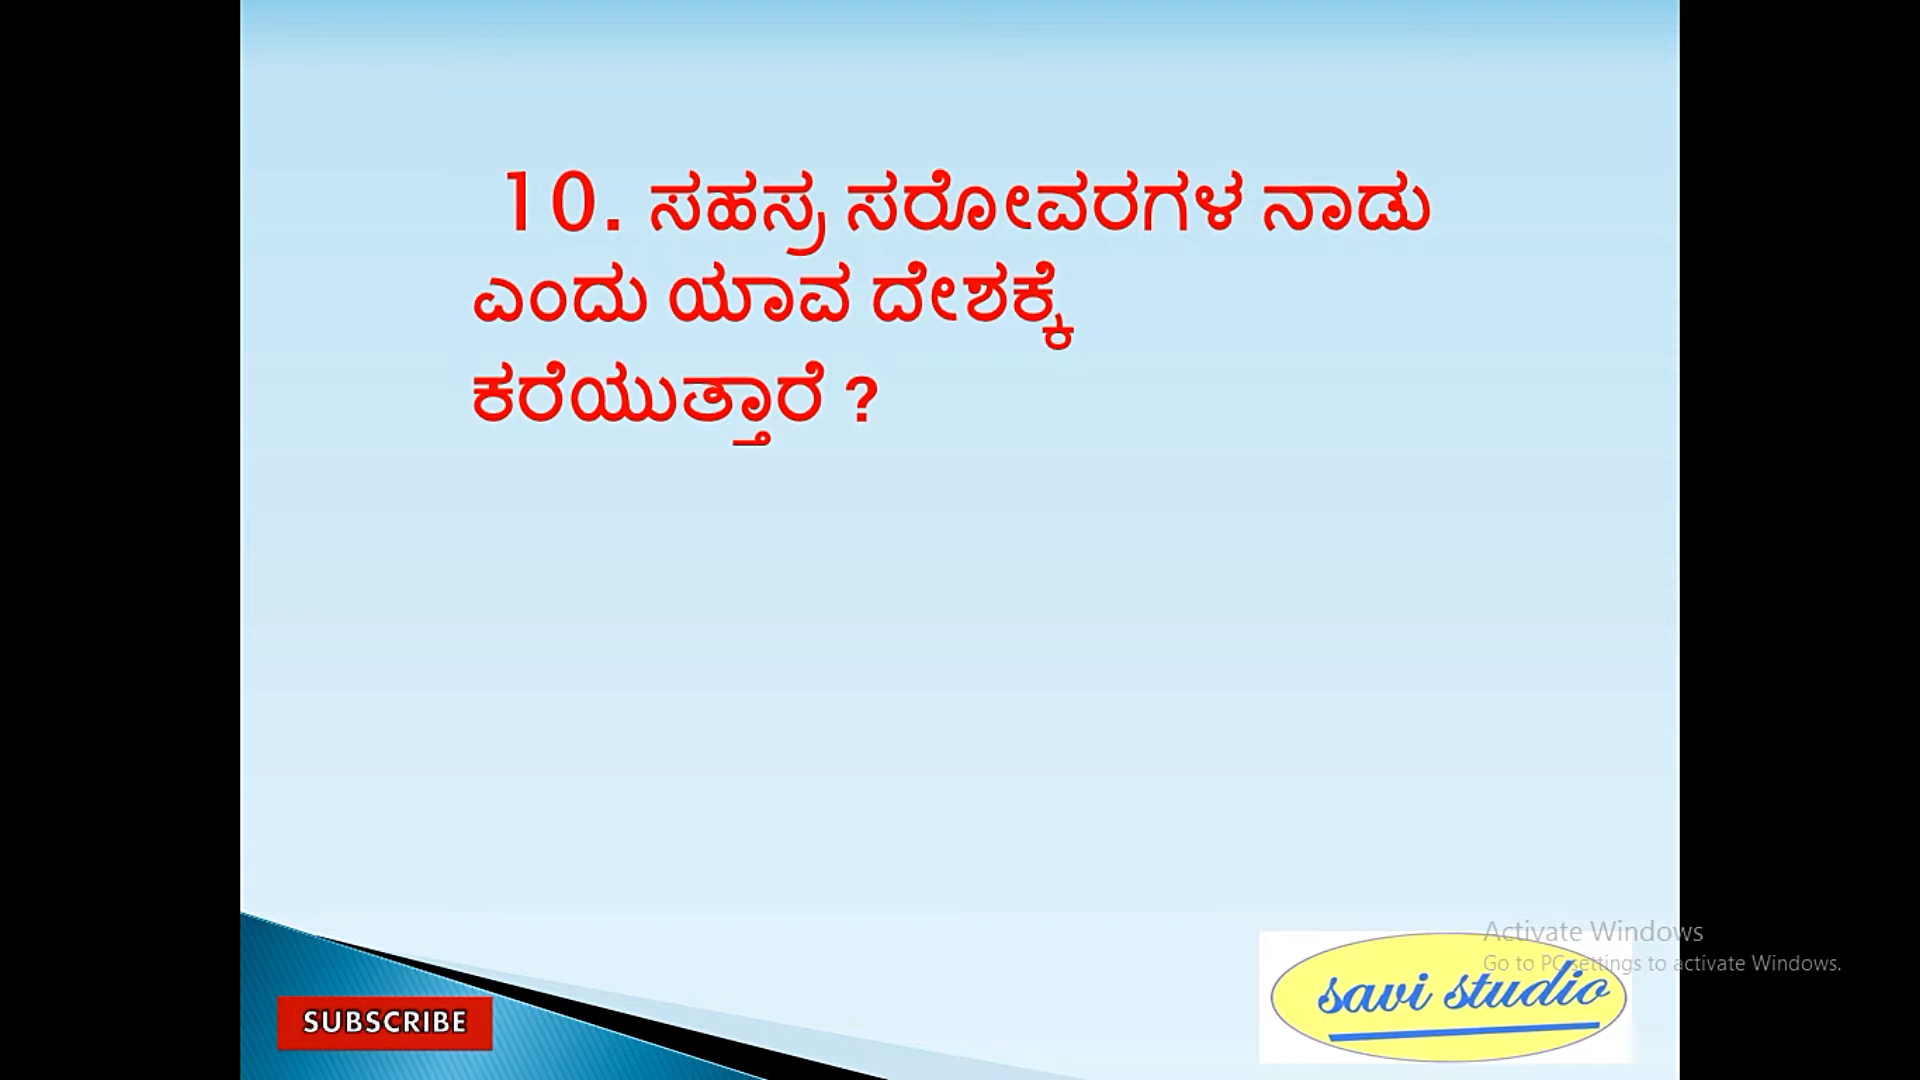 10. ಸಹಸ್ರ ಸರೋವರಗಳ ನಾಡು
ಎಂದು ಯಾವ ದೇಶಕ್ಕೆ
ಕರೆಯುತ್ತಾರೆ ?
Activate Windows
Go to PC settings to activate Windows.
savi studio
SUBSCRIBE